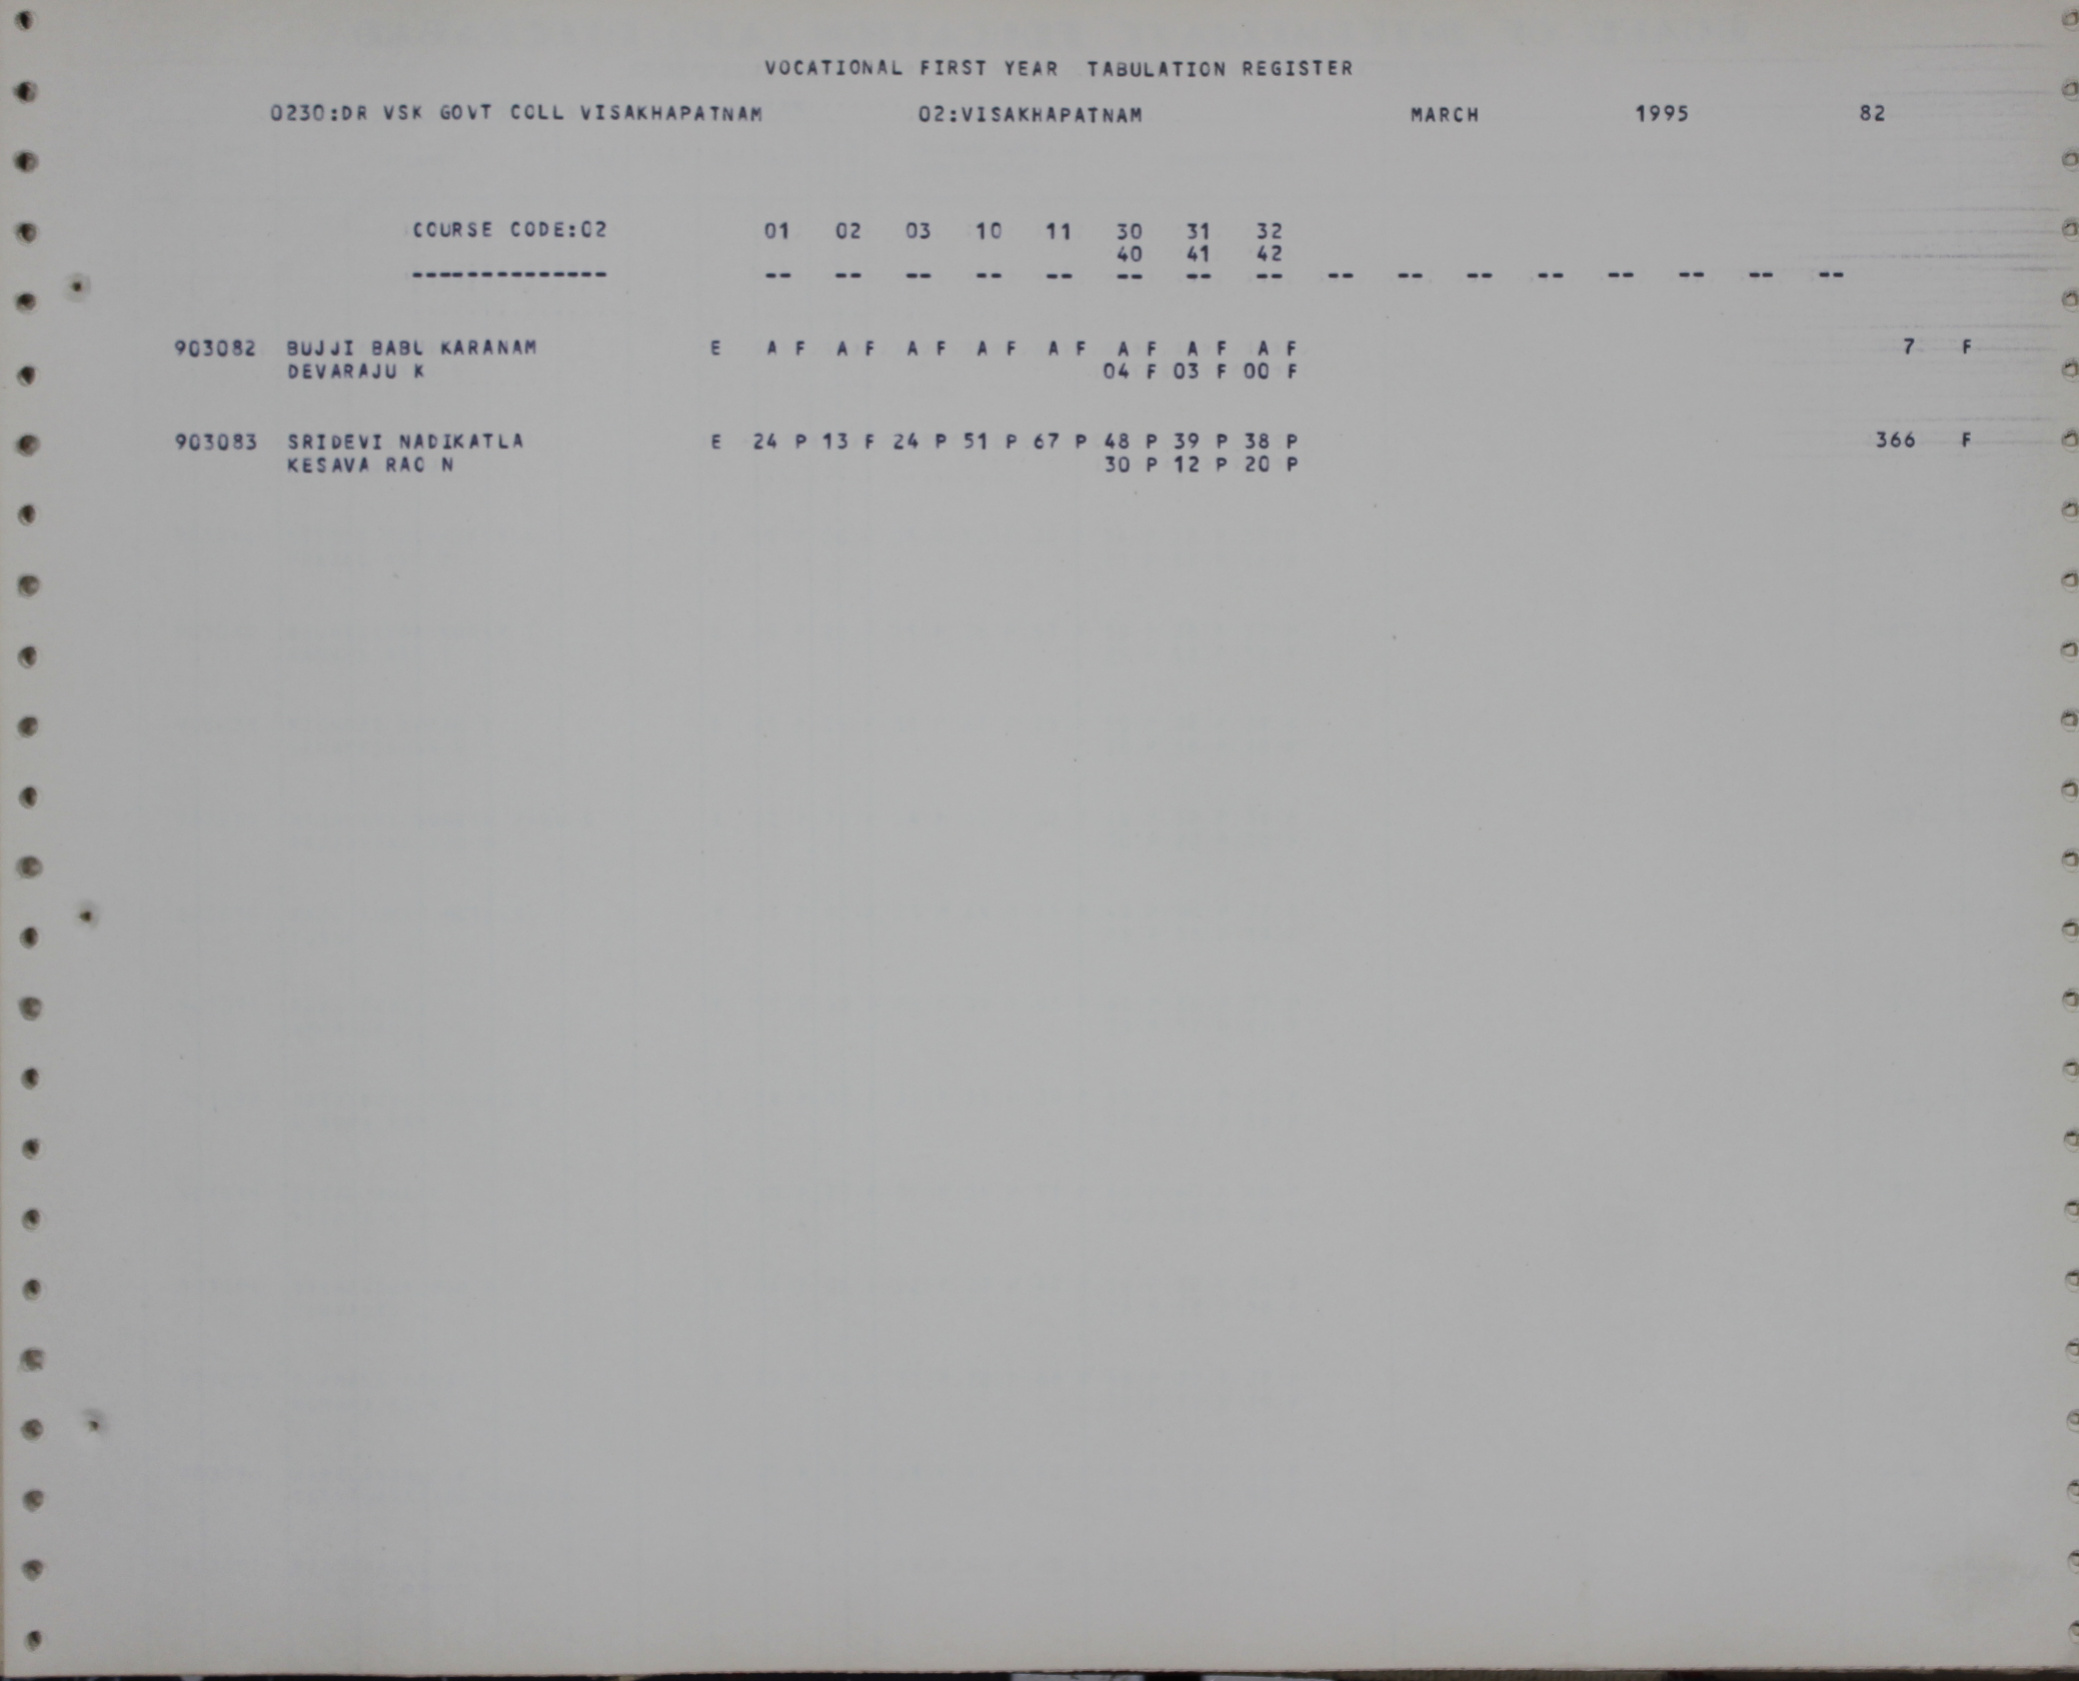 VOCATIONAL FIRST YEAR TABULATION REGISTER
0230:DR VSK GOVT COLL VISAKHAPATNAM 02:VISAKHAPATNAM MARCH 1995 82
COURSE CODE:02 01 02 03 10 11 30 31 32
40 41 42
-------------- -- -- -- -- -- -- -- -- -- -- -- -- -- -- -- --
903082 BUJJI BABU KARANAM E A F A F A F A F A F A F A F A F 7 F
DEVARAJU K 04 F 03 F 00 F
903083 SRIDEVI NADIKATLA E 24 P 13 F 24 P 51 P 67 P 48 P 39 P 38 P 366 F
KESAVA RAO N 30 P 12 P 20 P